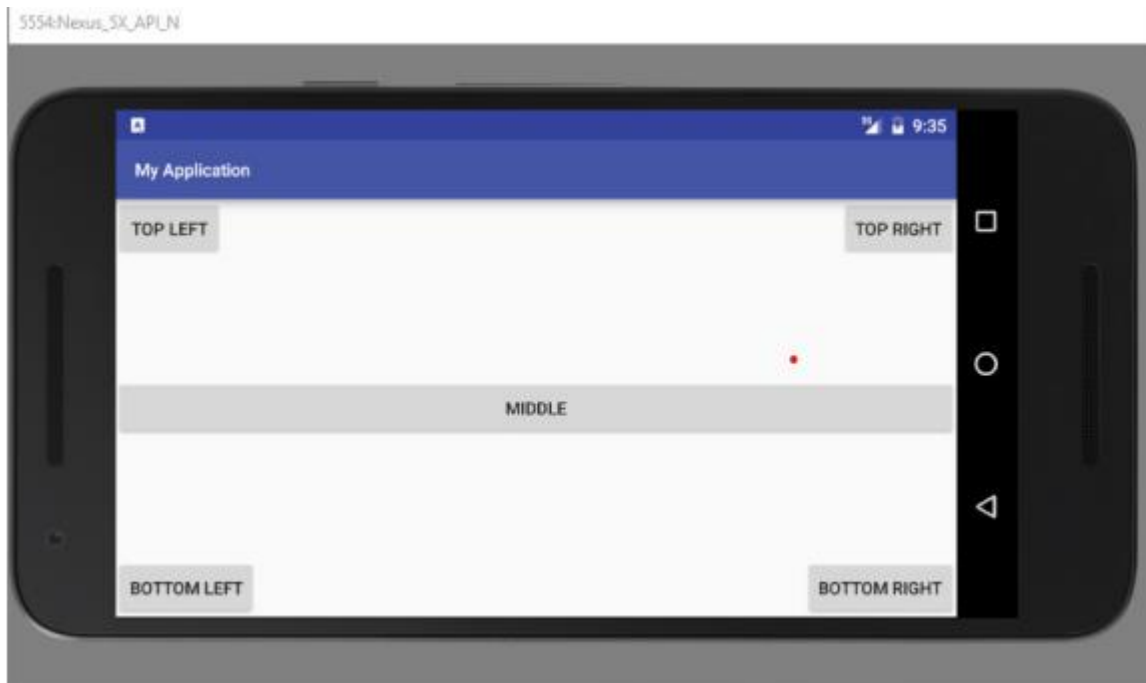 5554:Nexus_5X_API_N
9:35
My Application
TOP LEFT
TOP RIGHT
MIDDLE
BOTTOM LEFT
BOTTOM RIGHT